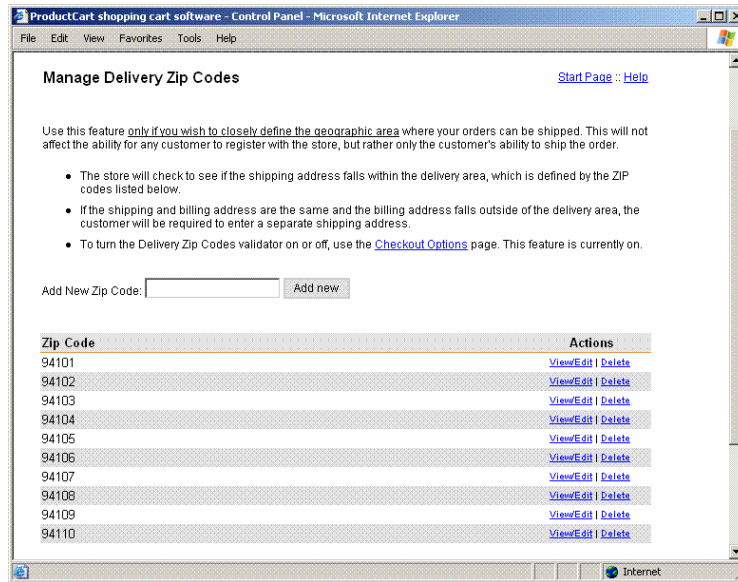 ProductCart shopping cart software - Control Panel - Microsoft Internet Explorer
File Edit View Favorites Tools Help
Manage Delivery Zip Codes
Start Page :: Help
Use this feature only if you wish to closely define the geographic area where your orders can be shipped. This will not
affect the ability for any customer to register with the store, but rather only the customer's ability to ship the order.
• The store will check to see if the shipping address falls within the delivery area, which is defined by the ZIP
codes listed below.
• If the shipping and billing address are the same and the billing address falls outside of the delivery area, the
customer will be required to enter a separate shipping address.
• To turn the Delivery Zip Codes validator on or off, use the Checkout Options page. This feature is currently on.
Add New Zip Code: Add new
Zip Code Actions
94101 View/Edit | Delete
94102 View/Edit | Delete
94103 View/Edit | Delete
94104 View/Edit | Delete
94105 View/Edit | Delete
94106 View/Edit | Delete
94107 View/Edit | Delete
94108 View/Edit | Delete
94109 View/Edit | Delete
94110 View/Edit | Delete
Internet